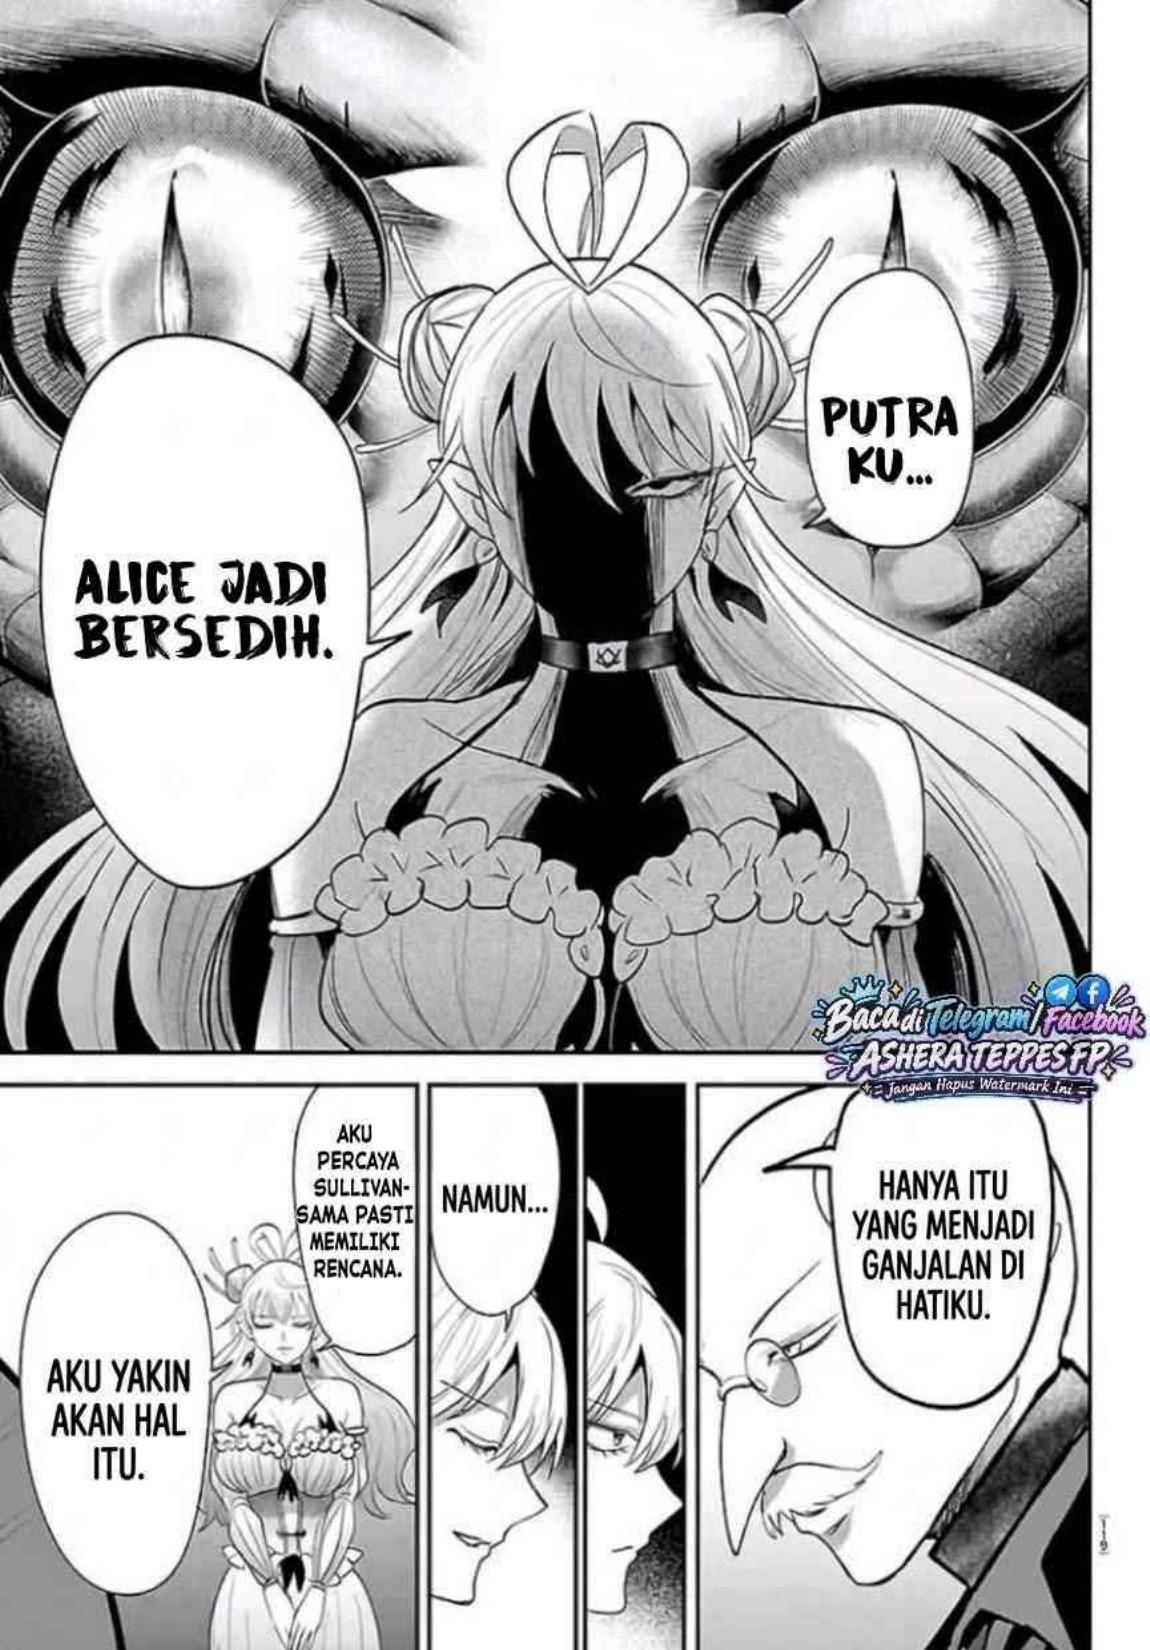 PUTRA
KU...
ALICE JADI
BERSEDIH.
Baca di Telegram/Facebook
ASHERA TEPPES FP.
Jangan Hapus Watermark Ini
HANYA ITU
YANG MENJADI
GANJALAN DI
HATIKU.
NAMUN...
AKU
PERCAYA
SULLIVAN-
SAMA PASTI
MEMILIKI
RENCANA.
AKU YAKIN
AKAN HAL
ITU.